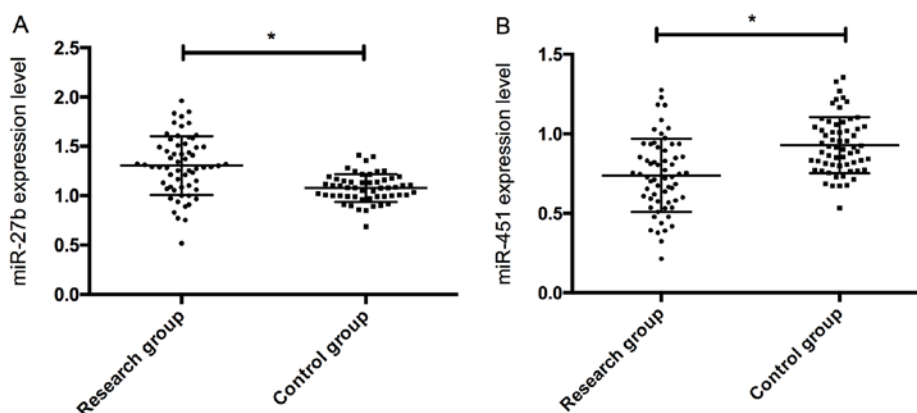 A
miR-27b expression level
2.5
2.0
1.5
1.0
0.5
0.0
*
Research group
Control group
B
miR-451 expression level
1.5
1.0
0.5
0.0
*
Research group
Control group